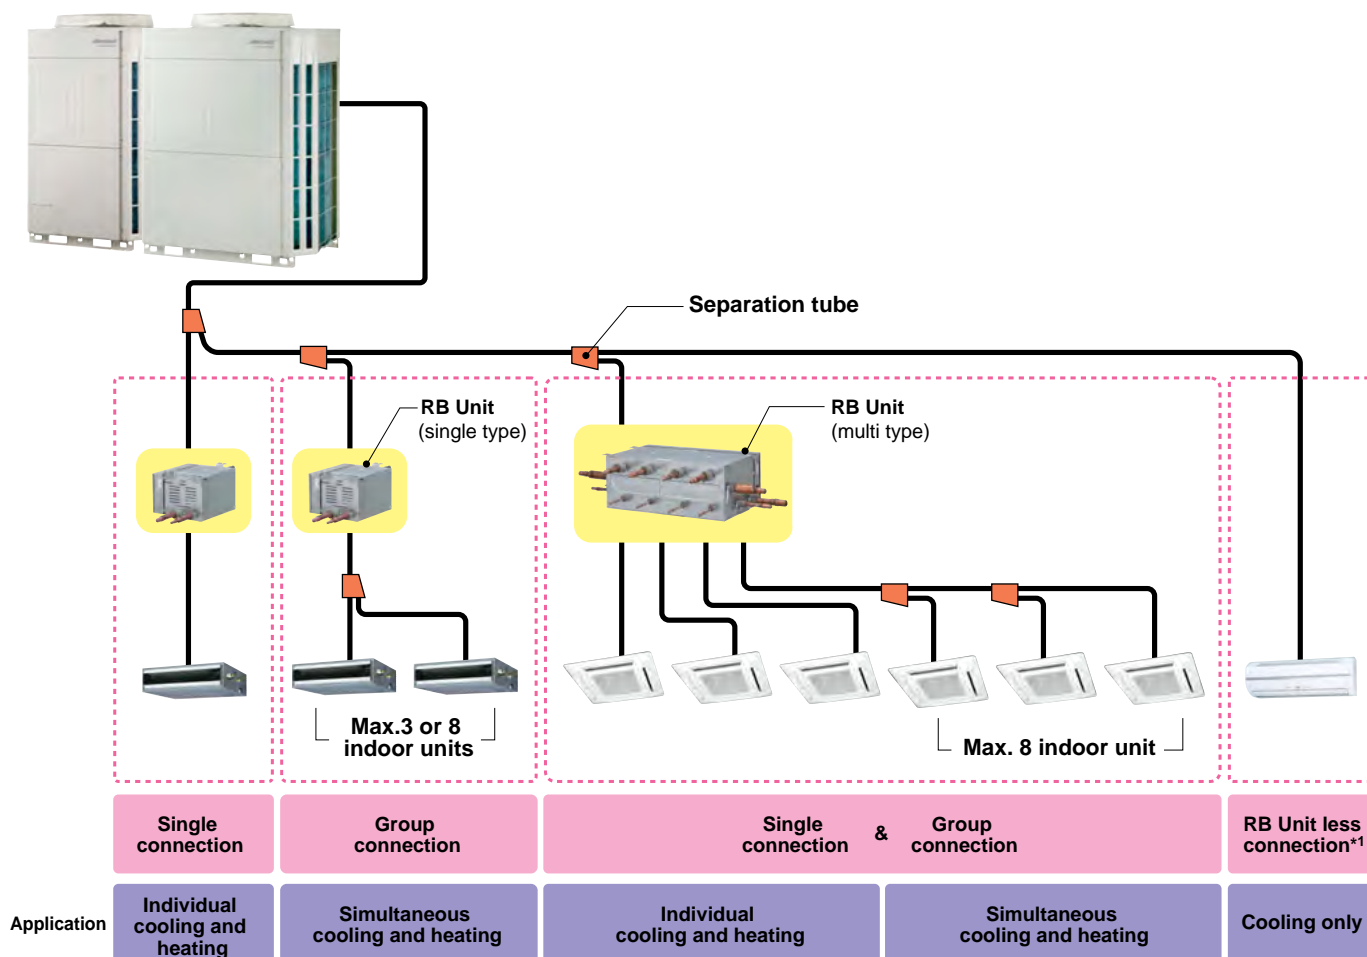 Separation tube
RB Unit
(single type)
RB Unit
(multi type)
Max.3 or 8
indoor units
Max. 8 indoor unit
Single
connection
Group
connection
Single
connection
&
Group
connection
RB Unit less
connection*1
Application
Individual
cooling and
heating
Simultaneous
cooling and heating
Individual
cooling and heating
Simultaneous
cooling and heating
Cooling only